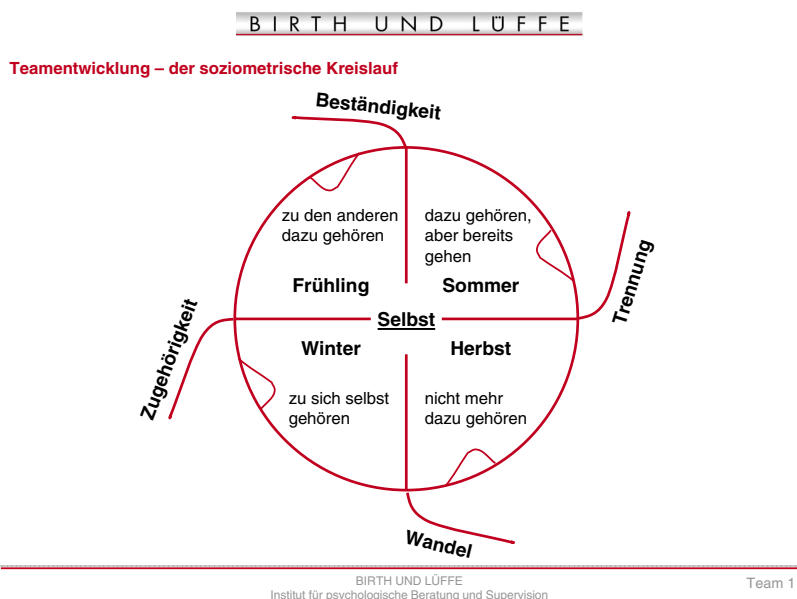 BIRTH UND LÜFFE
Teamentwicklung – der soziometrische Kreislauf
Beständigkeit
zu den anderen
dazu gehören
dazu gehören,
aber bereits
gehen
Trennung
Frühling
Sommer
Selbst
Zugehörigkeit
Winter
Herbst
zu sich selbst
gehören
nicht mehr
dazu gehören
Wandel
BIRTH UND LÜFFE
Institut für psychologische Beratung und Supervision
Team 1